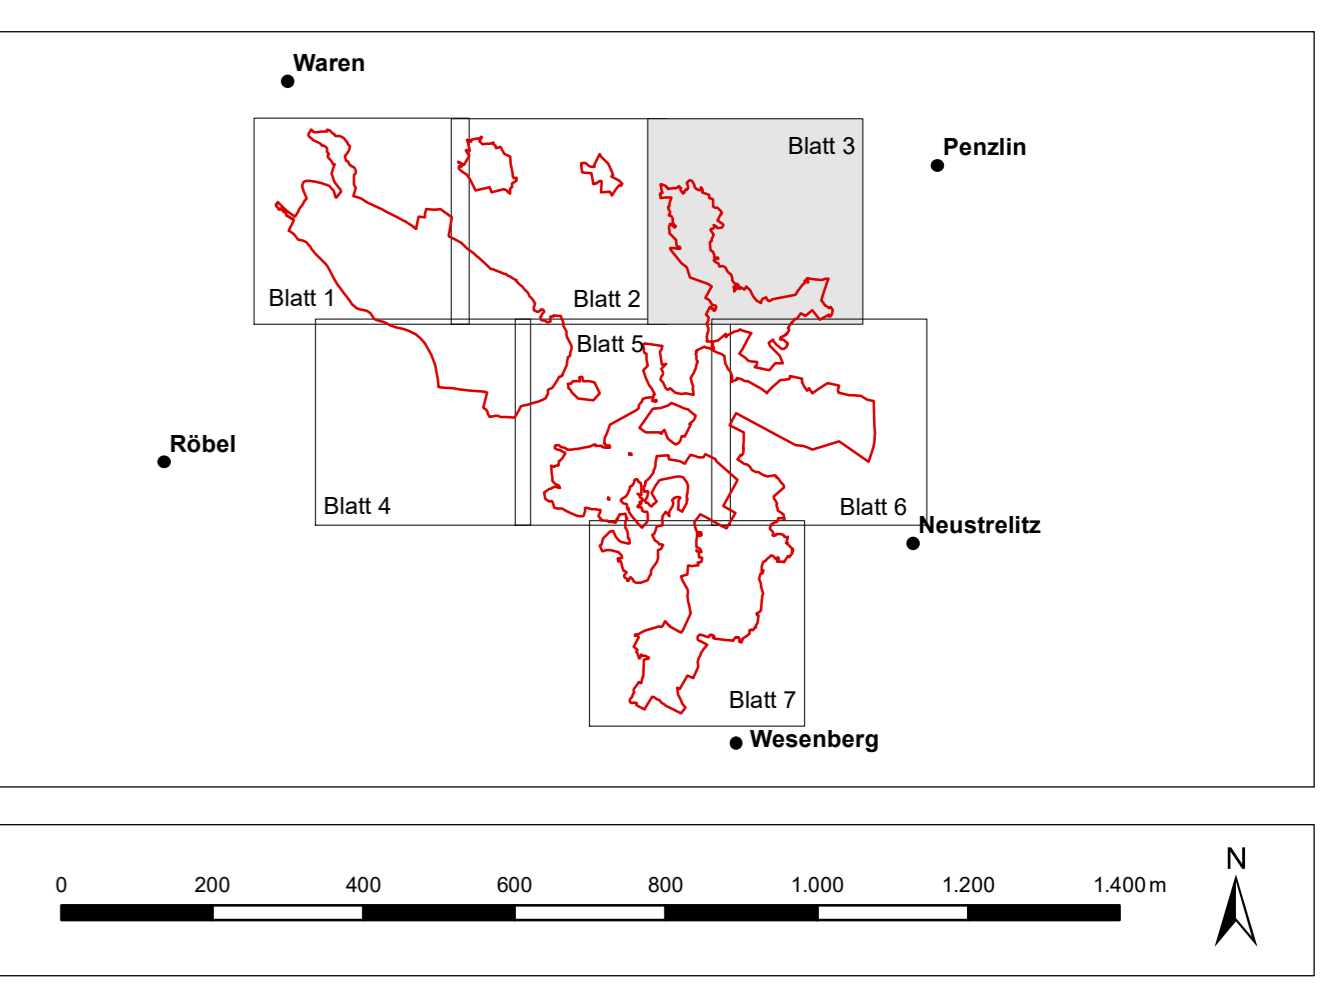 Waren
Blatt 3
Penzlin
Blatt 1
Blatt 2
Blatt 5
Röbel
Blatt 4
Blatt 6
Neustrelitz
Blatt 7
Wesenberg
N
0 200 400 600 800 1.000 1.200 1.400 m